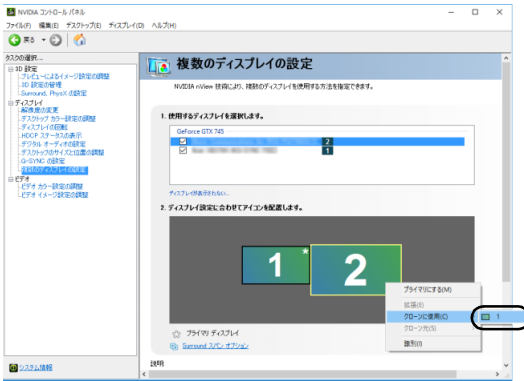 NVIDIA コントロール パネル
ファイル(F) 編集(E) デスクトップ(E) ディスプレイ(D) ヘルプ(H)
戻る
タスクの選択...
3D 設定
プレビューによるイメージ設定の調整
3D 設定の管理
Surround、PhysX の設定
ディスプレイ
解像度の変更
デスクトップ カラー設定の調整
ディスプレイの回転
HDCP ステータスの表示
デジタル オーディオの設定
デスクトップのサイズと位置の調整
G-SYNC の設定
複数のディスプレイの設定
ビデオ
ビデオ カラー設定の調整
ビデオ イメージ設定の調整
システム情報
複数のディスプレイの設定
NVIDIA nView 技術により、複数のディスプレイを使用する方法を指定できます。
1. 使用するディスプレイを選択します。
GeForce GTX 745
2
1
ディスプレイが表示されない...
2. ディスプレイ設定に合わせてアイコンを配置します。
1 * 2
プライマリにする(M)
拡張(E)
クローンに使用(C) 1
クローン元(S)
識別(I)
プライマリ ディスプレイ
Surround スパン オプション
説明